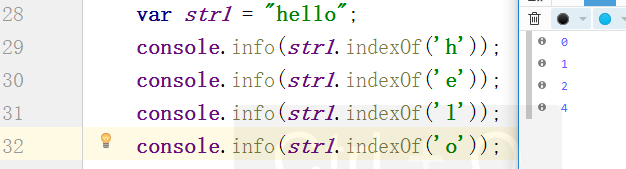 28 var str1 = "hello";
29 console.info(str1.indexOf('h'));
30 console.info(str1.indexOf('e'));
31 console.info(str1.indexOf('l'));
32 console.info(str1.indexOf('o'));
0
1
2
4